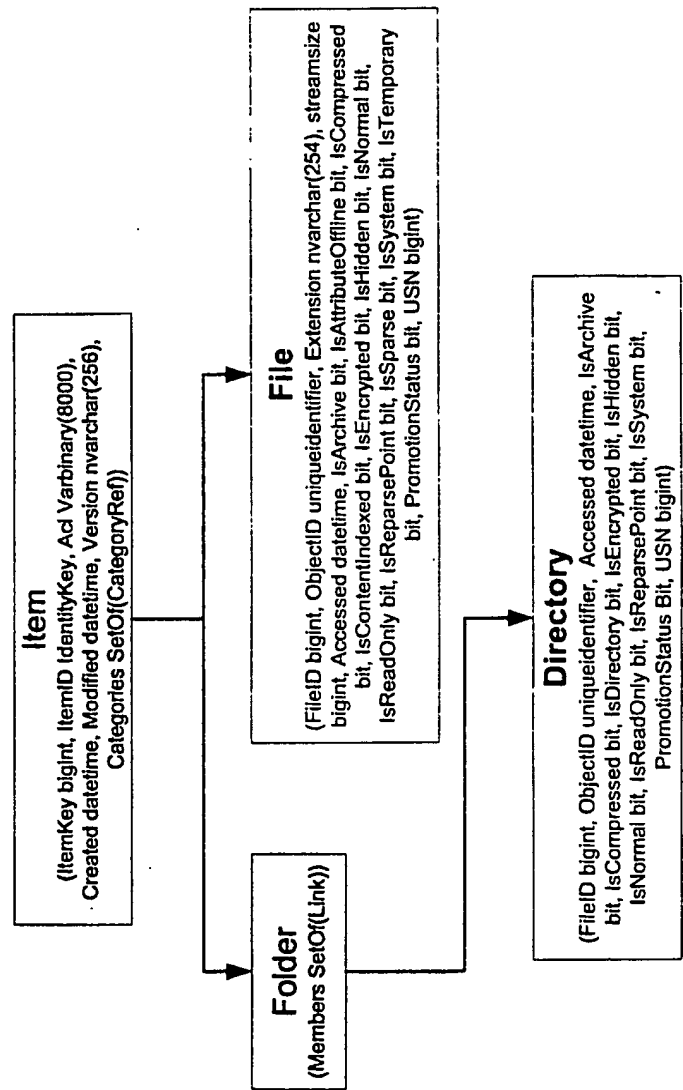 Item
(ItemKey bigInt, ItemID IdentityKey, Acl Varbinary(8000),
Created datetime, Modified datetime, Version nvarchar(256),
Categories SetOf(CategoryRef))
Folder
(Members SetOf(Link))
File
(FileID bigint, ObjectID uniqueidentifier, Extension nvarchar(254), streamsize
bigint, Accessed datetime, IsArchive bit, IsAttributeOffline bit, IsCompressed
bit, IsContentIndexed bit, IsEncrypted bit, IsHidden bit, IsNormal bit,
IsReadOnly bit, IsReparsePoint bit, IsSparse bit, IsSystem bit, IsTemporary
bit, PromotionStatus bit, USN bigint)
Directory
(FileID bigint, ObjectID uniqueidentifier, Accessed datetime, IsArchive
bit, IsCompressed bit, IsDirectory bit, IsEncrypted bit, IsHidden bit,
IsNormal bit, IsReadOnly bit, IsReparsePoint bit, IsSystem bit,
PromotionStatus Bit, USN bigint)